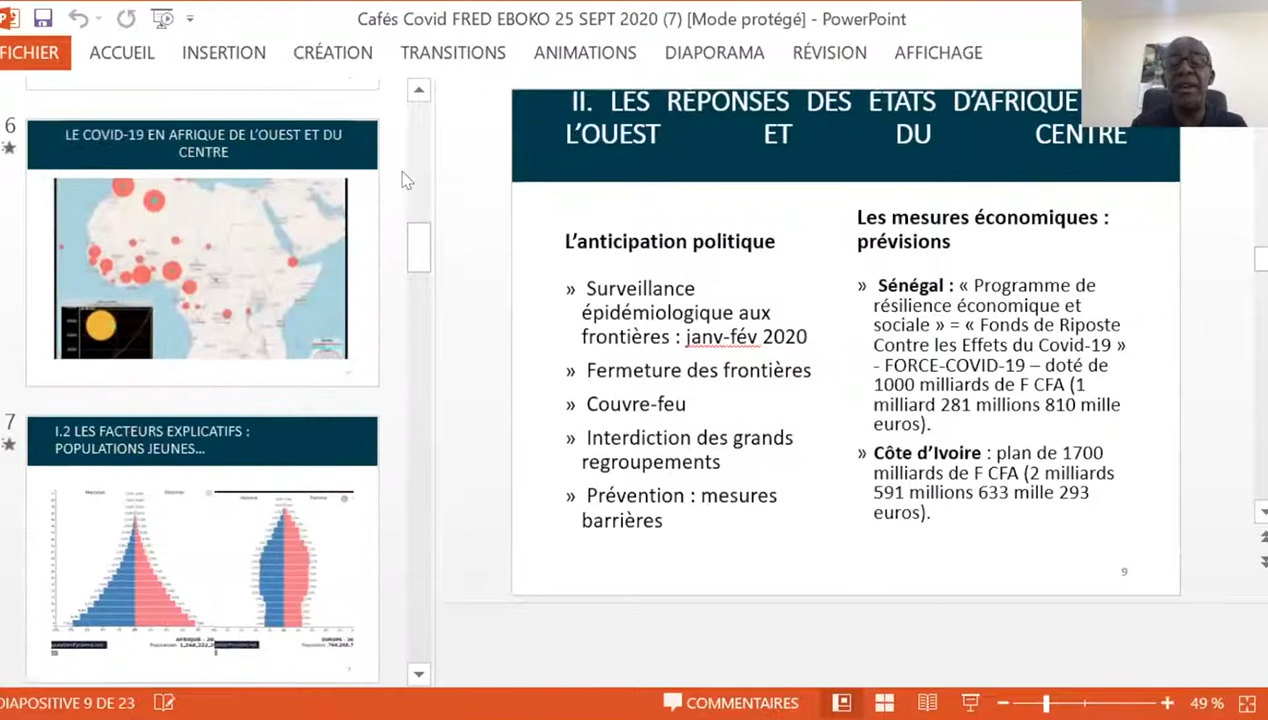 Cafés Covid FRED EBOKO 25 SEPT 2020 (7) [Mode protégé] - PowerPoint
FICHIER ACCUEIL INSERTION CRÉATION TRANSITIONS ANIMATIONS DIAPORAMA RÉVISION AFFICHAGE
6
LE COVID-19 EN AFRIQUE DE L'OUEST ET DU
CENTRE
7
I.2 LES FACTEURS EXPLICATIFS :
POPULATIONS JEUNES...
II. LES REPONSES DES ÉTATS D'AFRIQUE
L'OUEST ET DU CENTRE
L'anticipation politique
» Surveillance
épidémiologique aux
frontières : janv-fév 2020
» Fermeture des frontières
» Couvre-feu
» Interdiction des grands
regroupements
» Prévention : mesures
barrières
Les mesures économiques :
prévisions
» Sénégal : « Programme de
résilience économique et
sociale » = « Fonds de Riposte
Contre les Effets du Covid-19 »
- FORCE-COVID-19 – doté de
1000 milliards de F CFA (1
milliard 281 millions 810 mille
euros).
» Côte d'Ivoire : plan de 1700
milliards de F CFA (2 milliards
591 millions 633 mille 293
euros).
9
DIAPOSITIVE 9 DE 23
COMMENTAIRES
49 %